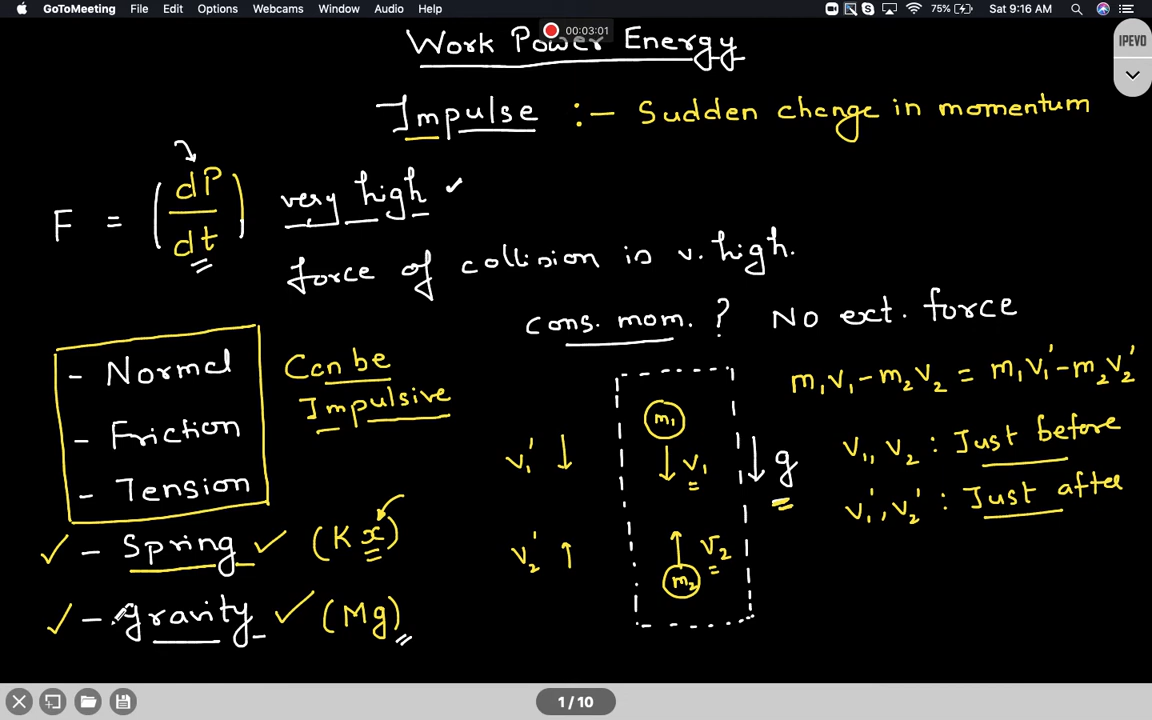 GoToMeeting File Edit Options Webcams Window Audio Help 75% Sat 9:16 AM
00:03:01
IPEVO
Work Power Energy
Impulse :- Sudden change in momentum
F = (dP/dt) very high ✓
force of collision is v. high.
cons. mom. ? No ext. force
m₁v₁ - m₂v₂ = m₁v₁' - m₂v₂'
v₁, v₂ : Just before
v₁', v₂' : Just after
- Normal
- Friction
- Tension
Can be
Impulsive
✓ - Spring ✓ (Kx)
✓ - gravity ✓ (Mg)
m₁
v₁' ↓ ↓ v₁ ↓ g
v₂' ↑ ↑ v₂
m₂
1 / 10